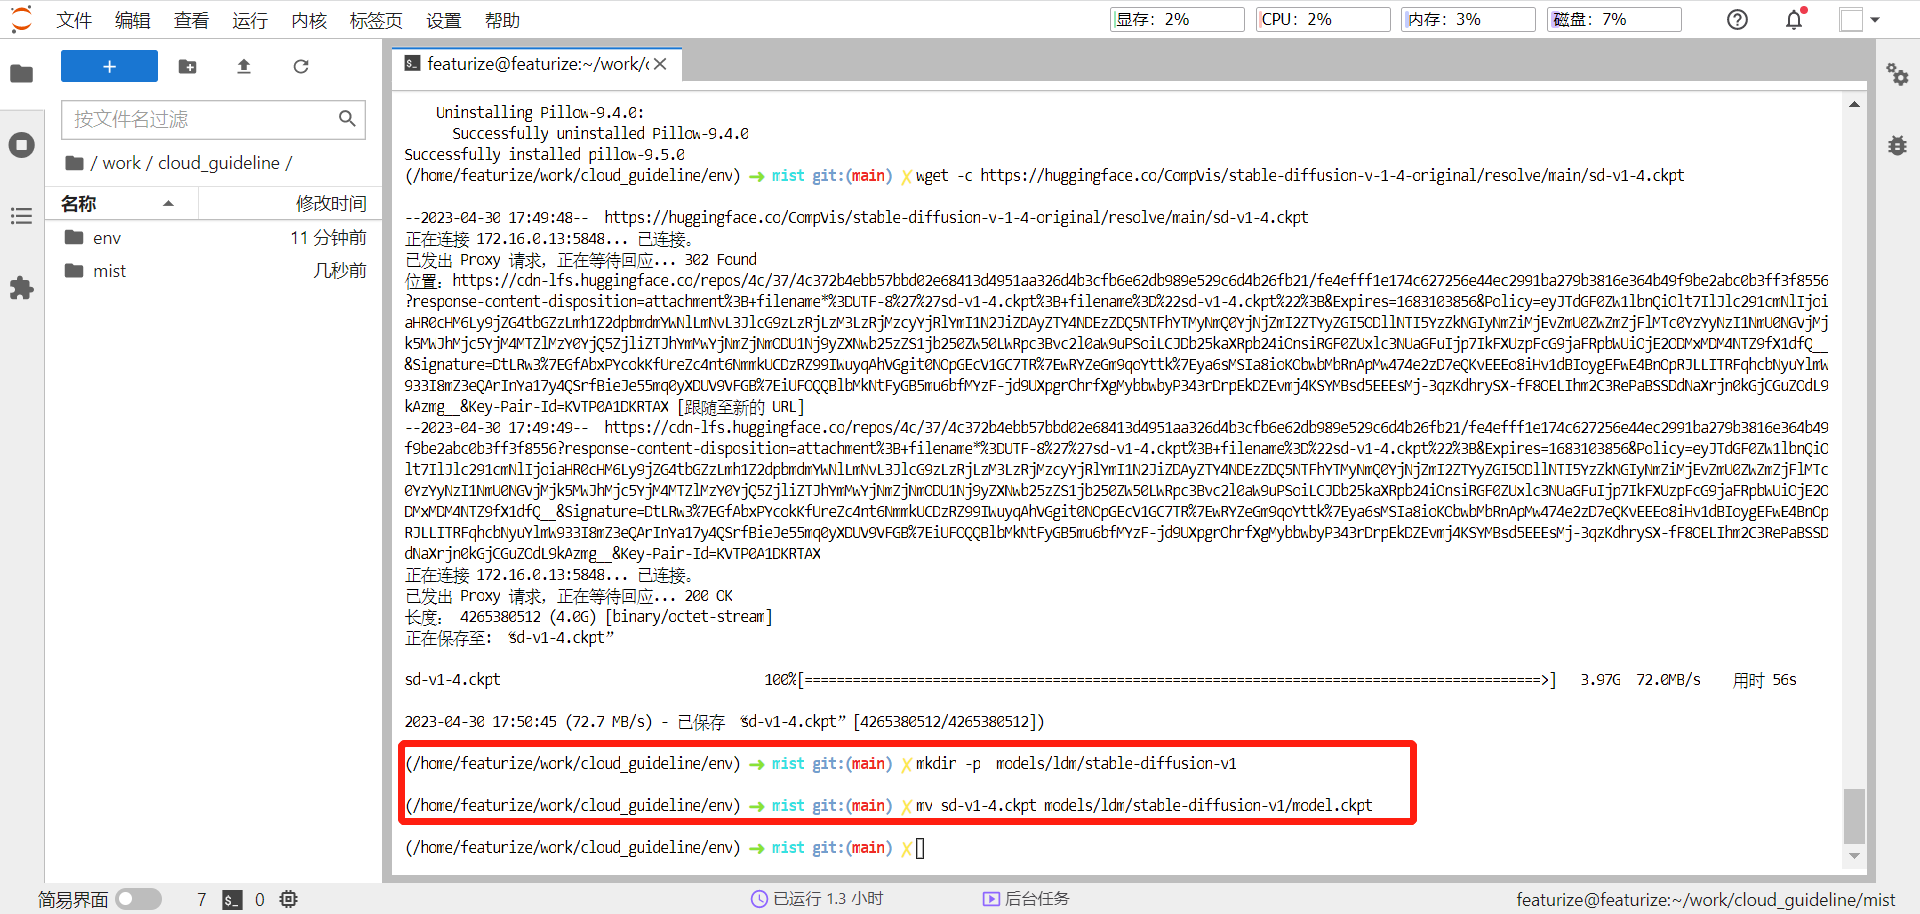 文件 编辑 查看 运行 内核 标签页 设置 帮助
显存：2% CPU：2% 内存：3% 磁盘：7%
按文件名过滤
/ work / cloud_guideline /
名称 修改时间
env 11 分钟前
mist 几秒前
featurize@featurize:~/work/
Uninstalling Pillow-9.4.0:
Successfully uninstalled Pillow-9.4.0
Successfully installed pillow-9.5.0
(/home/featurize/work/cloud_guideline/env) ➜ mist git:(main) ✗ wget -c https://huggingface.co/CompVis/stable-diffusion-v-1-4-original/resolve/main/sd-v1-4.ckpt
--2023-04-30 17:49:48-- https://huggingface.co/CompVis/stable-diffusion-v-1-4-original/resolve/main/sd-v1-4.ckpt
正在连接 172.16.0.13:5848... 已连接。
已发出 Proxy 请求，正在等待回应... 302 Found
位置：https://cdn-lfs.huggingface.co/repos/4c/37/4c372b4ebb57bbd02e68413d4951aa326d4b3cfb6e62db989e529c6d4b26fb21/fe4efff1e174c627256e44ec2991ba279b3816e364b49f9be2abc0b3ff3f8556
?response-content-disposition=attachment%3B+filename*%3DUTF-8%27%27sd-v1-4.ckpt%3B+filename%3D%22sd-v1-4.ckpt%22%3B&Expires=1683103856&Policy=
kAzmg__&Key-Pair-Id=KVTP0A1DKRTAX [跟随至新的 URL]
--2023-04-30 17:49:49-- https://cdn-lfs.huggingface.co/repos/4c/37/4c372b4ebb57bbd02e68413d4951aa326d4b3cfb6e62db989e529c6d4b26fb21/fe4efff1e174c627256e44ec2991ba279b3816e364b49
f9be2abc0b3ff3f8556?response-content-disposition=attachment%3B+filename*%3DUTF-8%27%27sd-v1-4.ckpt%3B+filename%3D%22sd-v1-4.ckpt%22%3B&Expires=1683103856&Policy=
&Key-Pair-Id=KVTP0A1DKRTAX
正在连接 172.16.0.13:5848... 已连接。
已发出 Proxy 请求，正在等待回应... 200 OK
长度： 4265380512 (4.0G) [binary/octet-stream]
正在保存至: “sd-v1-4.ckpt”
sd-v1-4.ckpt 100%[============================================================================================>] 3.97G 72.0MB/s 用时 56s
2023-04-30 17:50:45 (72.7 MB/s) - 已保存 “sd-v1-4.ckpt” [4265380512/4265380512])
(/home/featurize/work/cloud_guideline/env) ➜ mist git:(main) ✗ mkdir -p models/ldm/stable-diffusion-v1
(/home/featurize/work/cloud_guideline/env) ➜ mist git:(main) ✗ mv sd-v1-4.ckpt models/ldm/stable-diffusion-v1/model.ckpt
(/home/featurize/work/cloud_guideline/env) ➜ mist git:(main) ✗
简易界面 7 0 已运行 1.3 小时 后台任务 featurize@featurize:~/work/cloud_guideline/mist